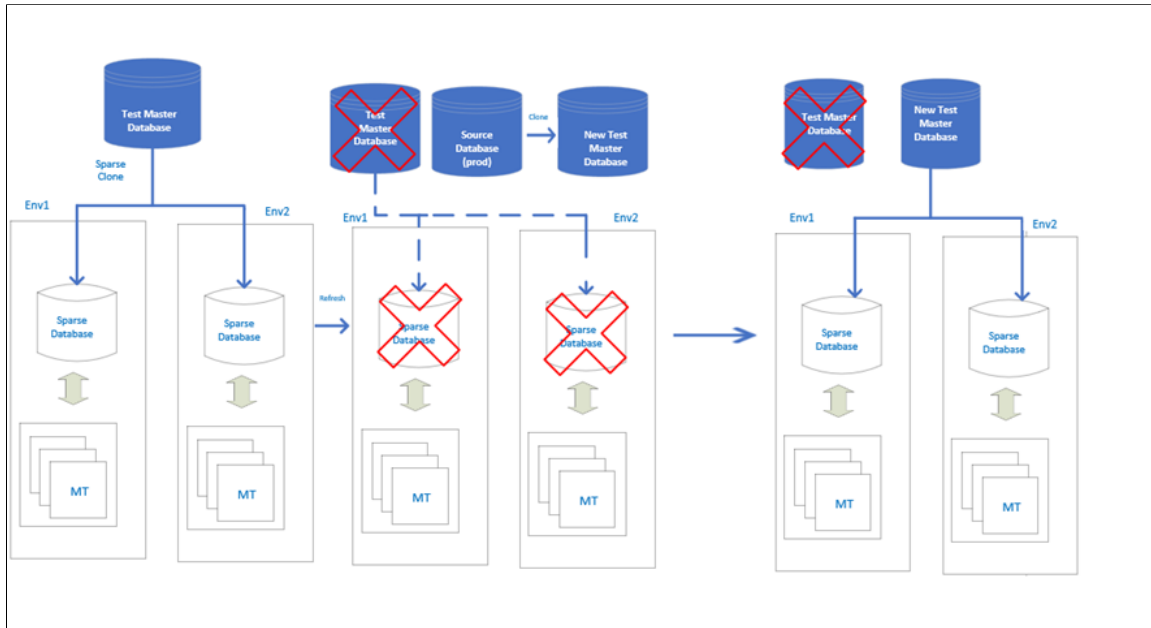 Test Master
Database
Sparse
Clone
Env1
Env2
Sparse
Database
Sparse
Database
MT
MT
Refresh
Test
Master
Database
Source
Database
(prod)
Clone
New Test
Master
Database
Env1
Env2
Sparse
Database
Sparse
Database
MT
MT
Test Master
Database
New Test
Master
Database
Env1
Env2
Sparse
Database
Sparse
Database
MT
MT